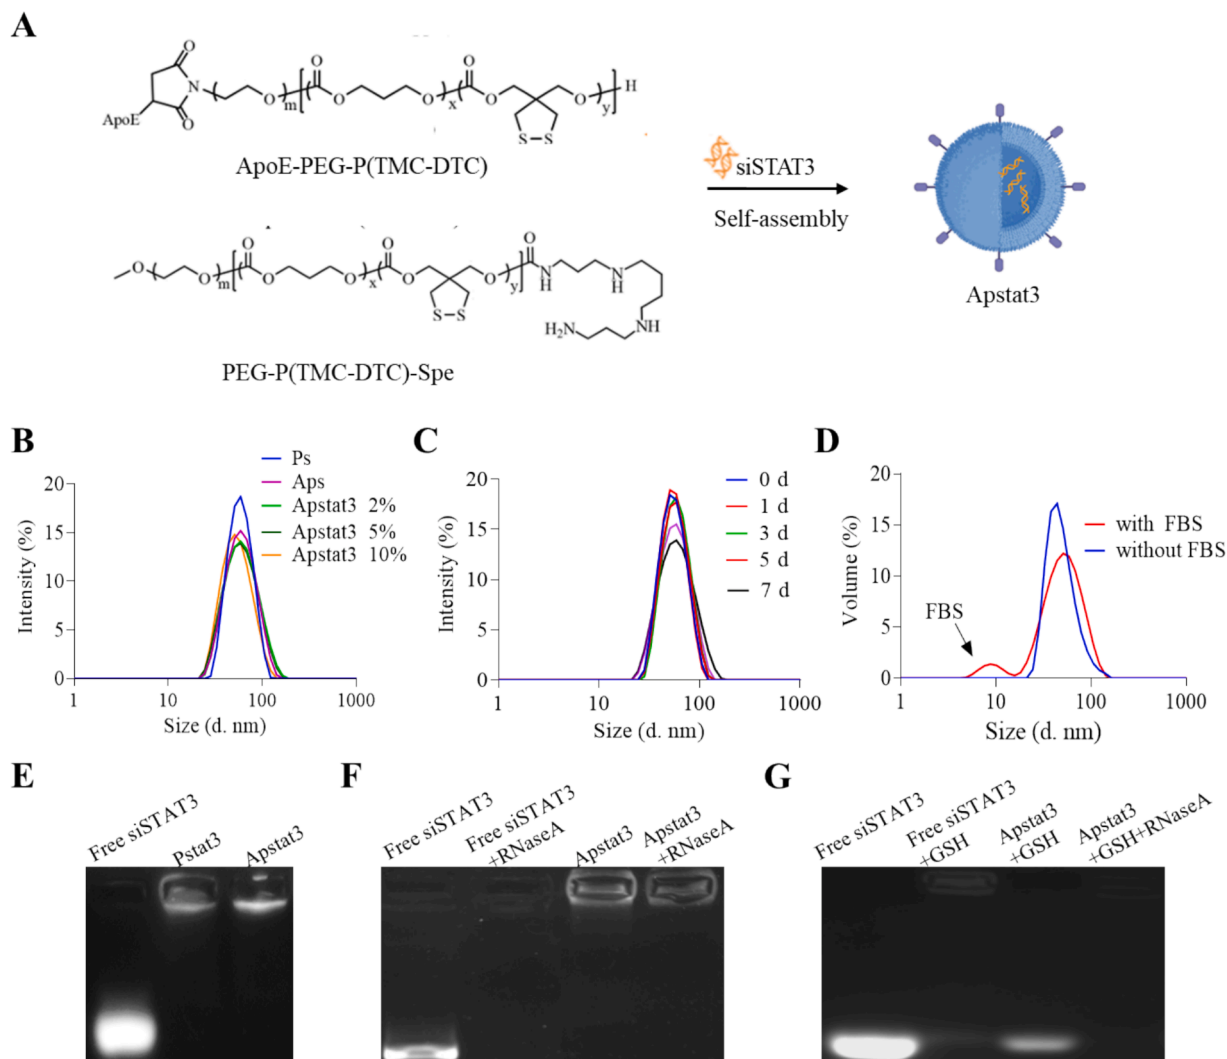 A
O
O
N
O
ApoE
m
O
O
O
x
O
O
O
y
H
S–S
ApoE-PEG-P(TMC-DTC)
siSTAT3
Self-assembly
Apstat3
O
O
m
O
O
O
x
O
O
O
y
O
N
H
N
H
S–S
H₂N
NH
PEG-P(TMC-DTC)-Spe
B
Ps
Aps
Apstat3 2%
Apstat3 5%
Apstat3 10%
20
15
10
5
0
Intensity (%)
1
10
100
1000
Size (d. nm)
C
0 d
1 d
3 d
5 d
7 d
20
15
10
5
0
Intensity (%)
1
10
100
1000
Size (d. nm)
D
with FBS
without FBS
FBS
20
15
10
5
0
Volume (%)
1
10
100
1000
Size (d. nm)
E
Free siSTAT3
Pstat3
Apstat3
F
Free siSTAT3
Free siSTAT3
+RNaseA
Apstat3
Apstat3
+RNaseA
G
Free siSTAT3
Free siSTAT3
+GSH
Apstat3
+GSH
Apstat3
+GSH+RNaseA